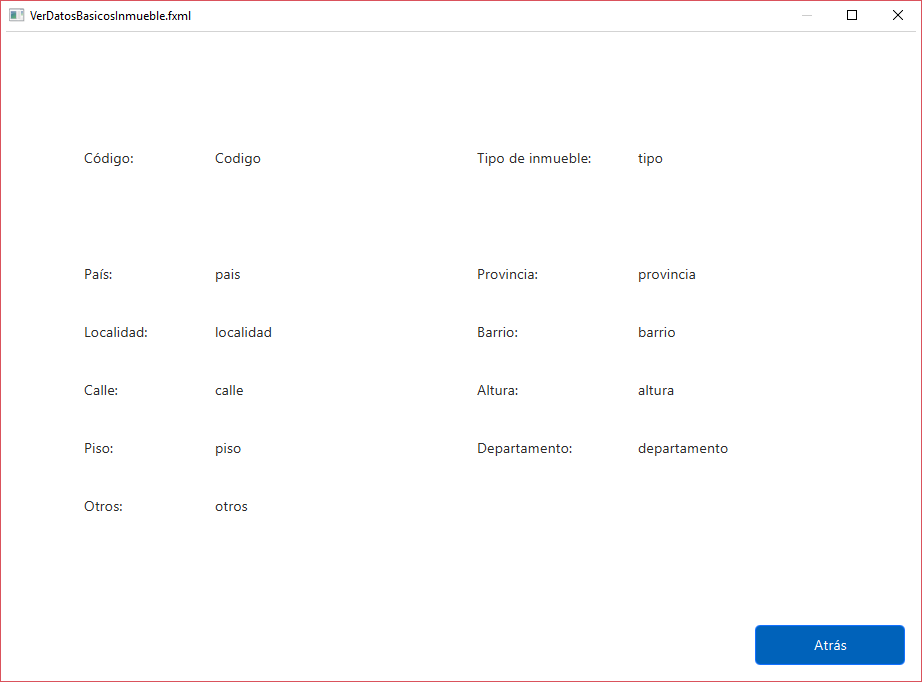 VerDatosBasicosInmueble.fxml
Código: Codigo Tipo de inmueble: tipo
País: pais Provincia: provincia
Localidad: localidad Barrio: barrio
Calle: calle Altura: altura
Piso: piso Departamento: departamento
Otros: otros
Atrás